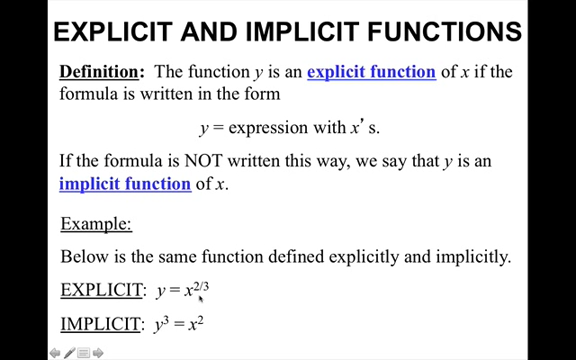 EXPLICIT AND IMPLICIT FUNCTIONS
Definition: The function y is an explicit function of x if the
formula is written in the form
y = expression with x's.
If the formula is NOT written this way, we say that y is an
implicit function of x.
Example:
Below is the same function defined explicitly and implicitly.
EXPLICIT: y = x^{2/3}
IMPLICIT: y³ = x²